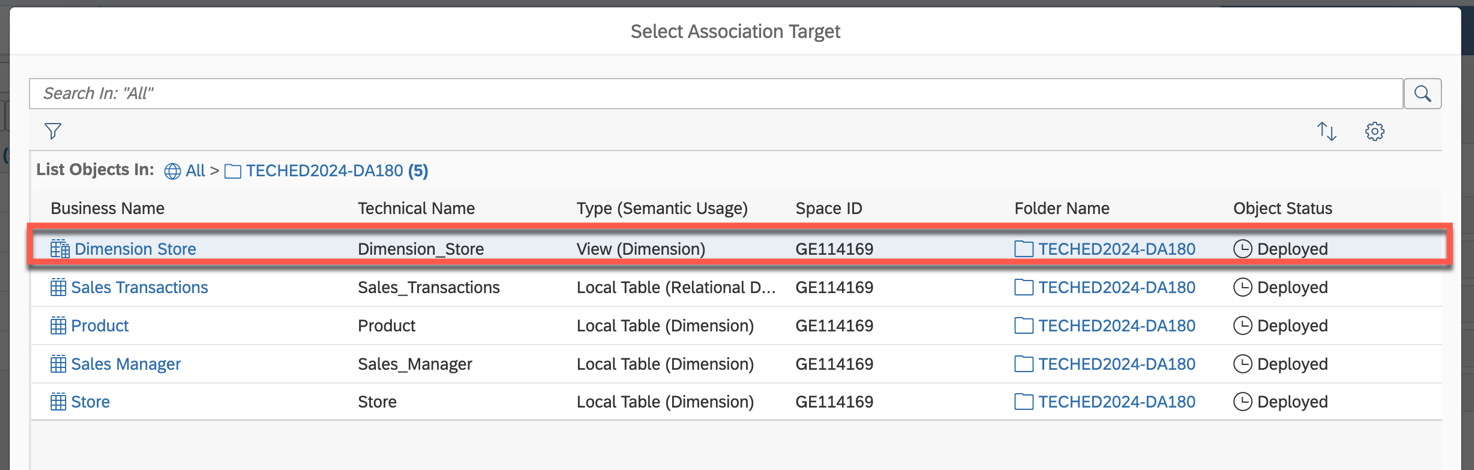 Select Association Target
Search In: "All"
List Objects In: All > TECHED2024-DA180 (5)
Business Name Technical Name Type (Semantic Usage) Space ID Folder Name Object Status
Dimension Store Dimension_Store View (Dimension) GE114169 TECHED2024-DA180 Deployed
Sales Transactions Sales_Transactions Local Table (Relational D... GE114169 TECHED2024-DA180 Deployed
Product Product Local Table (Dimension) GE114169 TECHED2024-DA180 Deployed
Sales Manager Sales_Manager Local Table (Dimension) GE114169 TECHED2024-DA180 Deployed
Store Store Local Table (Dimension) GE114169 TECHED2024-DA180 Deployed